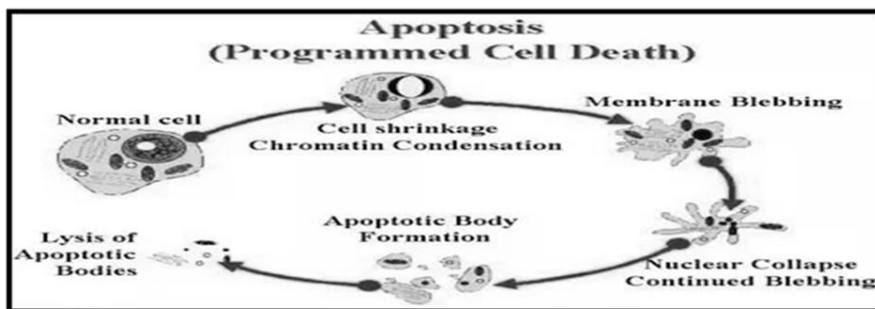 Apoptosis
(Programmed Cell Death)
Normal cell
Cell shrinkage
Chromatin Condensation
Membrane Blebbing
Nuclear Collapse
Continued Blebbing
Apoptotic Body
Formation
Lysis of
Apoptotic
Bodies